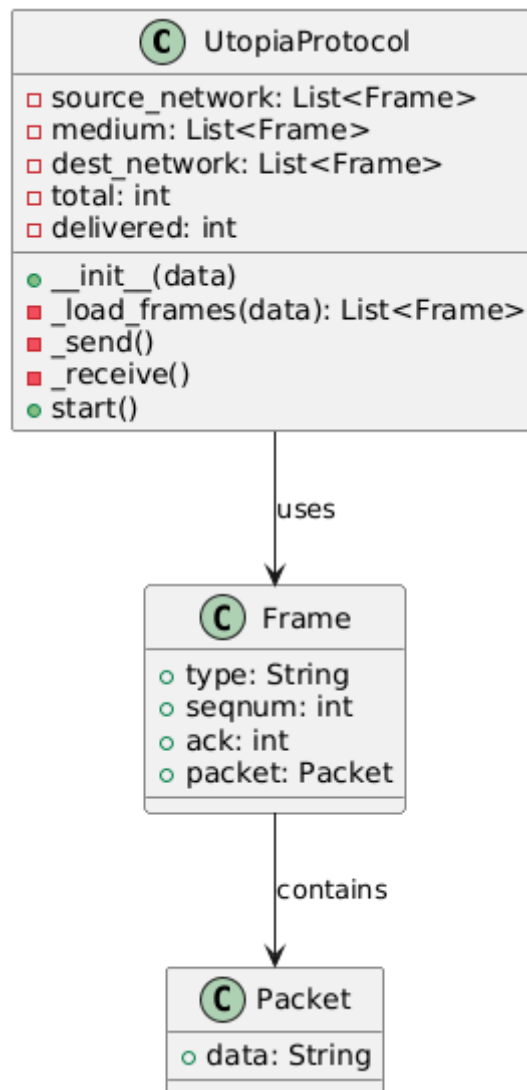 C UtopiaProtocol
source_network: List<Frame>
medium: List<Frame>
dest_network: List<Frame>
total: int
delivered: int
__init__(data)
_load_frames(data): List<Frame>
_send()
_receive()
start()
uses
C Frame
type: String
seqnum: int
ack: int
packet: Packet
contains
C Packet
data: String